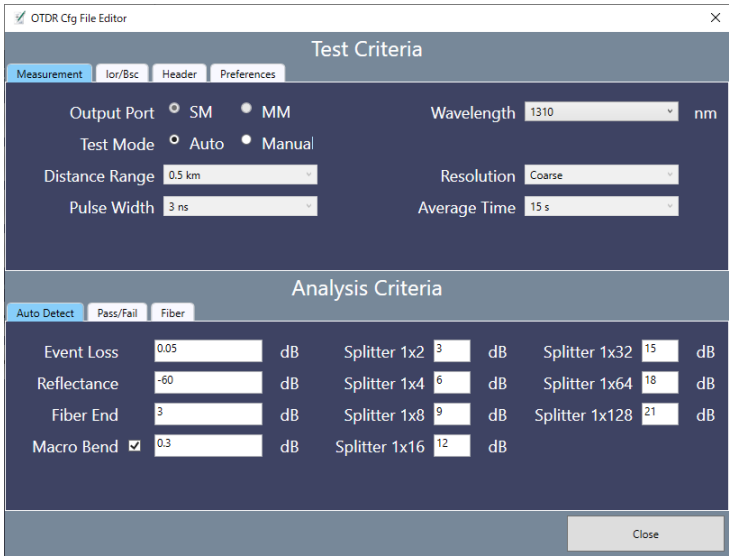 OTDR Cfg File Editor
Test Criteria
Measurement Ior/Bsc Header Preferences
Output Port SM MM Wavelength 1310 nm
Test Mode Auto Manual
Distance Range 0.5 km Resolution Coarse
Pulse Width 3 ns Average Time 15 s
Analysis Criteria
Auto Detect Pass/Fail Fiber
Event Loss 0.05 dB Splitter 1x2 3 dB Splitter 1x32 15 dB
Reflectance -60 dB Splitter 1x4 6 dB Splitter 1x64 18 dB
Fiber End 3 dB Splitter 1x8 9 dB Splitter 1x128 21 dB
Macro Bend 0.3 dB Splitter 1x16 12 dB
Close